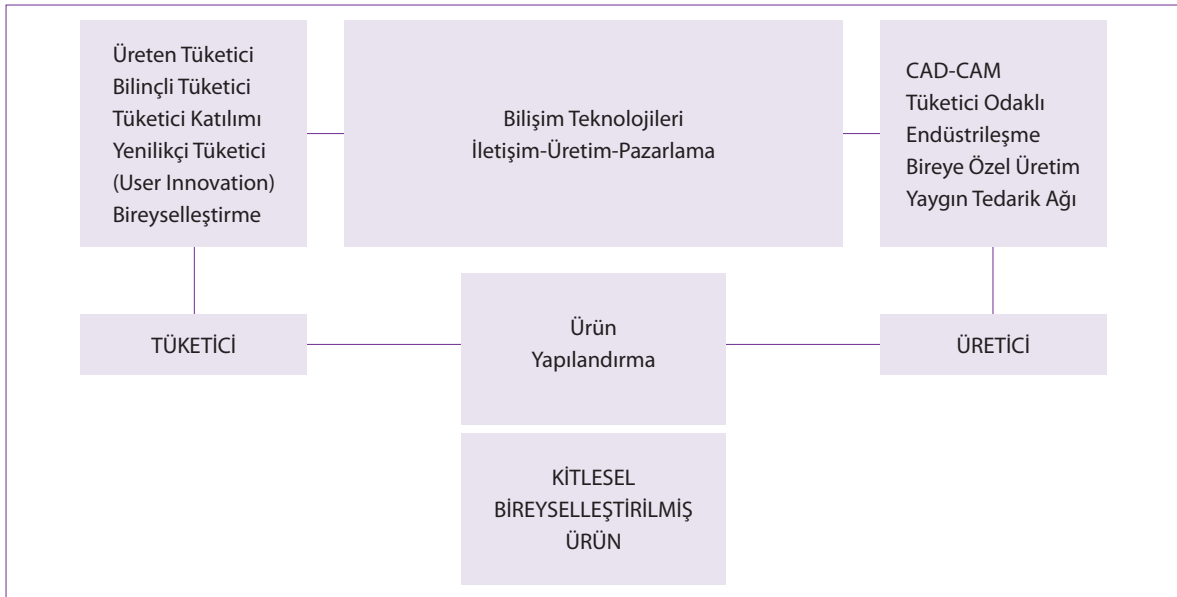 Üreten Tüketici
Bilinçli Tüketici
Tüketici Katılımı
Yenilikçi Tüketici
(User Innovation)
Bireyselleştirme
Bilişim Teknolojileri
İletişim-Üretim-Pazarlama
CAD-CAM
Tüketici Odaklı
Endüstrileşme
Bireye Özel Üretim
Yaygın Tedarik Ağı
TÜKETİCİ
Ürün
Yapılandırma
ÜRETİCİ
KİTLESEL
BİREYSELLEŞTİRİLMİŞ
ÜRÜN